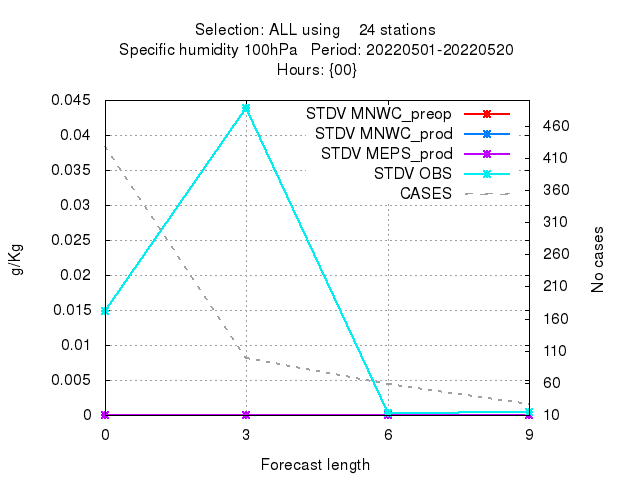 Selection: ALL using    24 stations
Specific humidity 100hPa   Period: 20220501-20220520
Hours: {00}
STDV MNWC_preop
STDV MNWC_prod
STDV MEPS_prod
STDV OBS
CASES
0.045
0.04
0.035
0.03
0.025
0.02
0.015
0.01
0.005
0
g/Kg
460
410
360
310
260
210
160
110
60
10
No cases
0 3 6 9
Forecast length